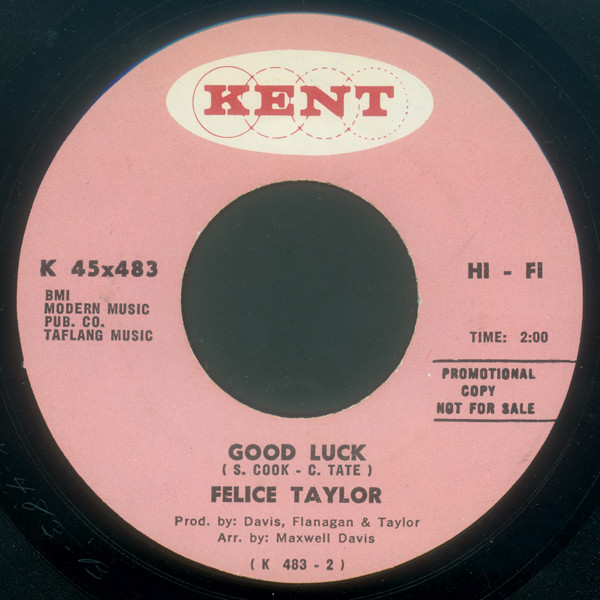 KENT
K 45x483
HI - FI
BMI
MODERN MUSIC
PUB. CO.
TAFLANG MUSIC
TIME: 2:00
PROMOTIONAL
COPY
NOT FOR SALE
GOOD LUCK
( S. COOK - C. TATE )
FELICE TAYLOR
Prod. by: Davis, Flanagan & Taylor
Arr. by: Maxwell Davis
( K 483 - 2 )